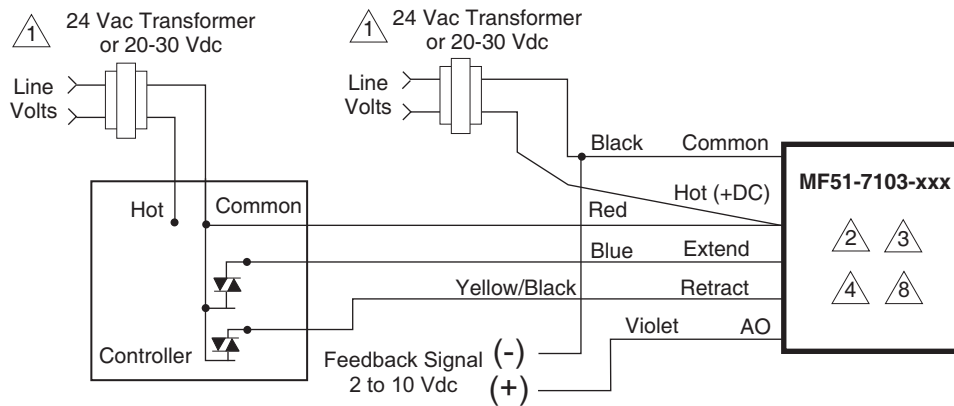 1
24 Vac Transformer
or 20-30 Vdc
Line
Volts
1
24 Vac Transformer
or 20-30 Vdc
Line
Volts
Black
Common
MF51-7103-xxx
Hot (+DC)
Hot
Common
Red
2
3
Blue
Extend
4
8
Yellow/Black
Retract
Violet
AO
Controller
Feedback Signal
2 to 10 Vdc
(-)
(+)